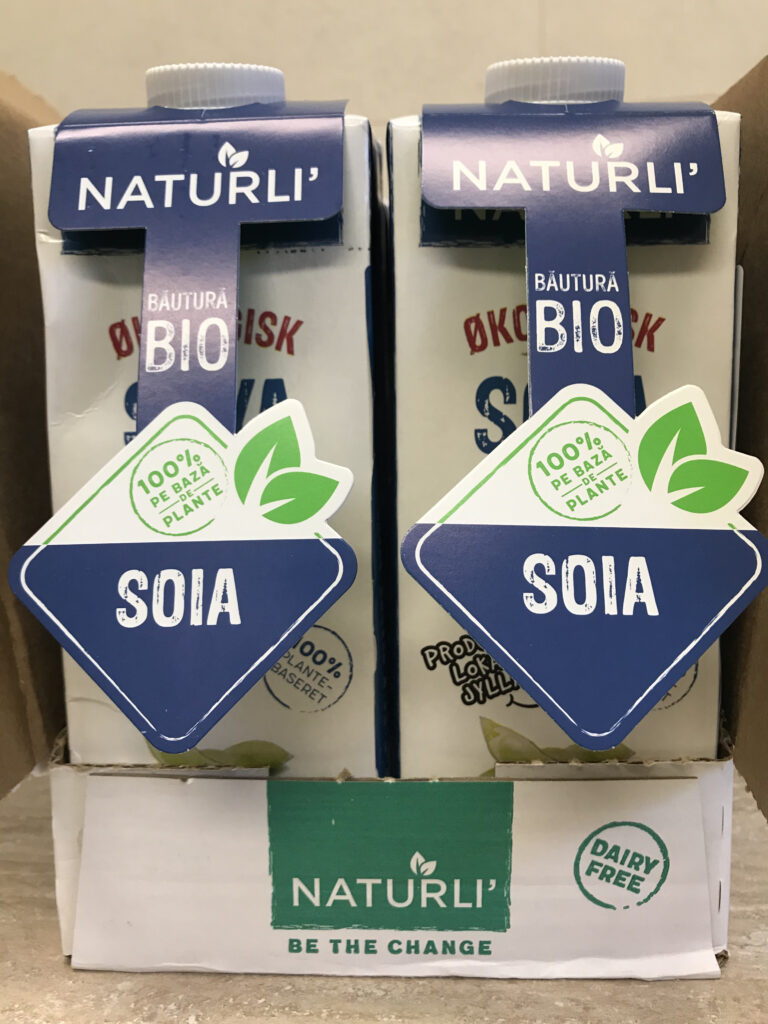 NATURLI’
BĂUTURĂ
BIO
100%
PE BAZĂ
DE
PLANTE
SOIA
100%
PLANTE-
BASERET
NATURLI’
NATURLI’
BĂUTURĂ
BIO
100%
PE BAZĂ
DE
PLANTE
SOIA
NATURLI’
BE THE CHANGE
DAIRY
FREE